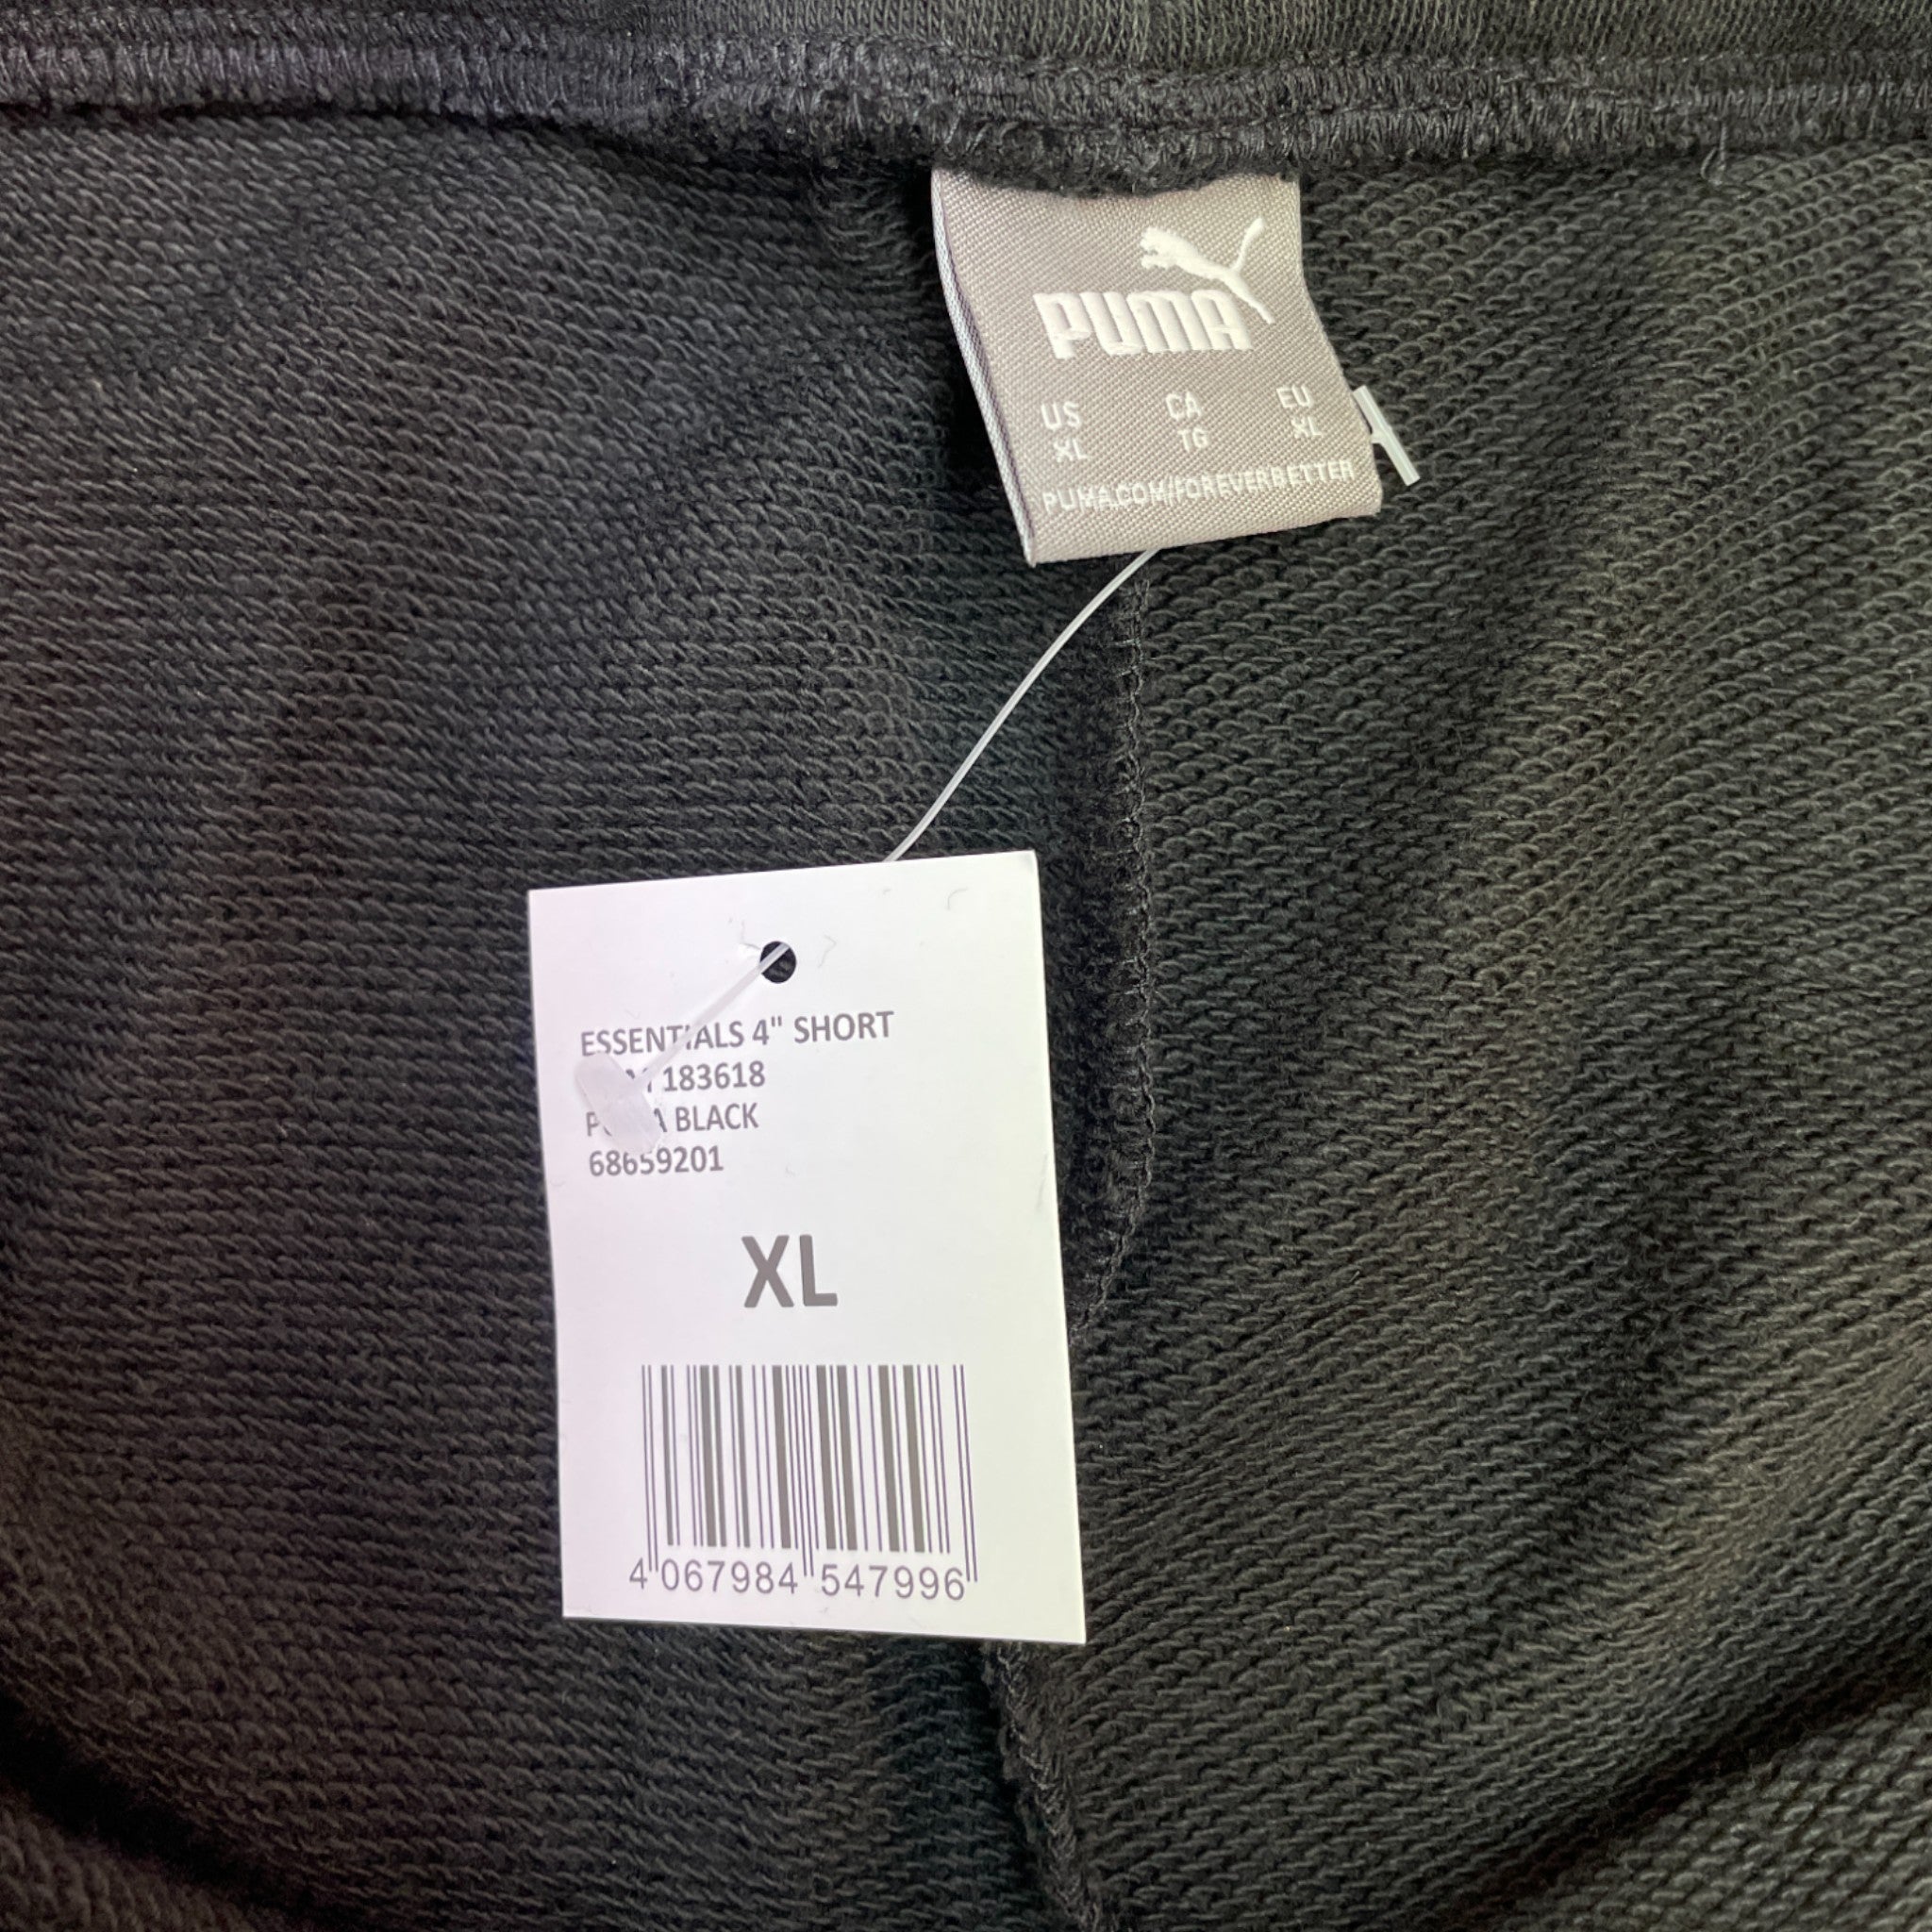 PUMA
US CA EU
XL TG XL
PUMA.COM/FOREVERBETTER
ESSENTIALS 4" SHORT
183618
BLACK
68659201
XL
4 067984 547996